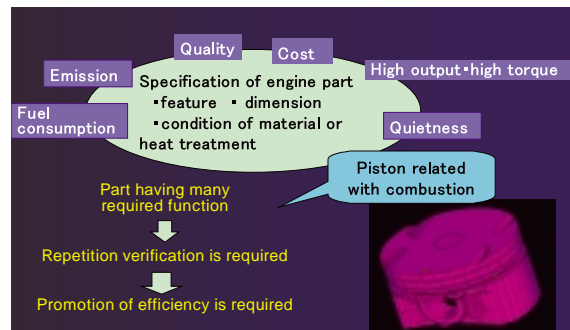 Quality
Cost
Emission
High output・high torque
Fuel
consumption
Quietness
Specification of engine part
・feature ・ dimension
・condition of material or
heat treatment
Piston related
with combustion
Part having many
required function
Repetition verification is required
Promotion of efficiency is required